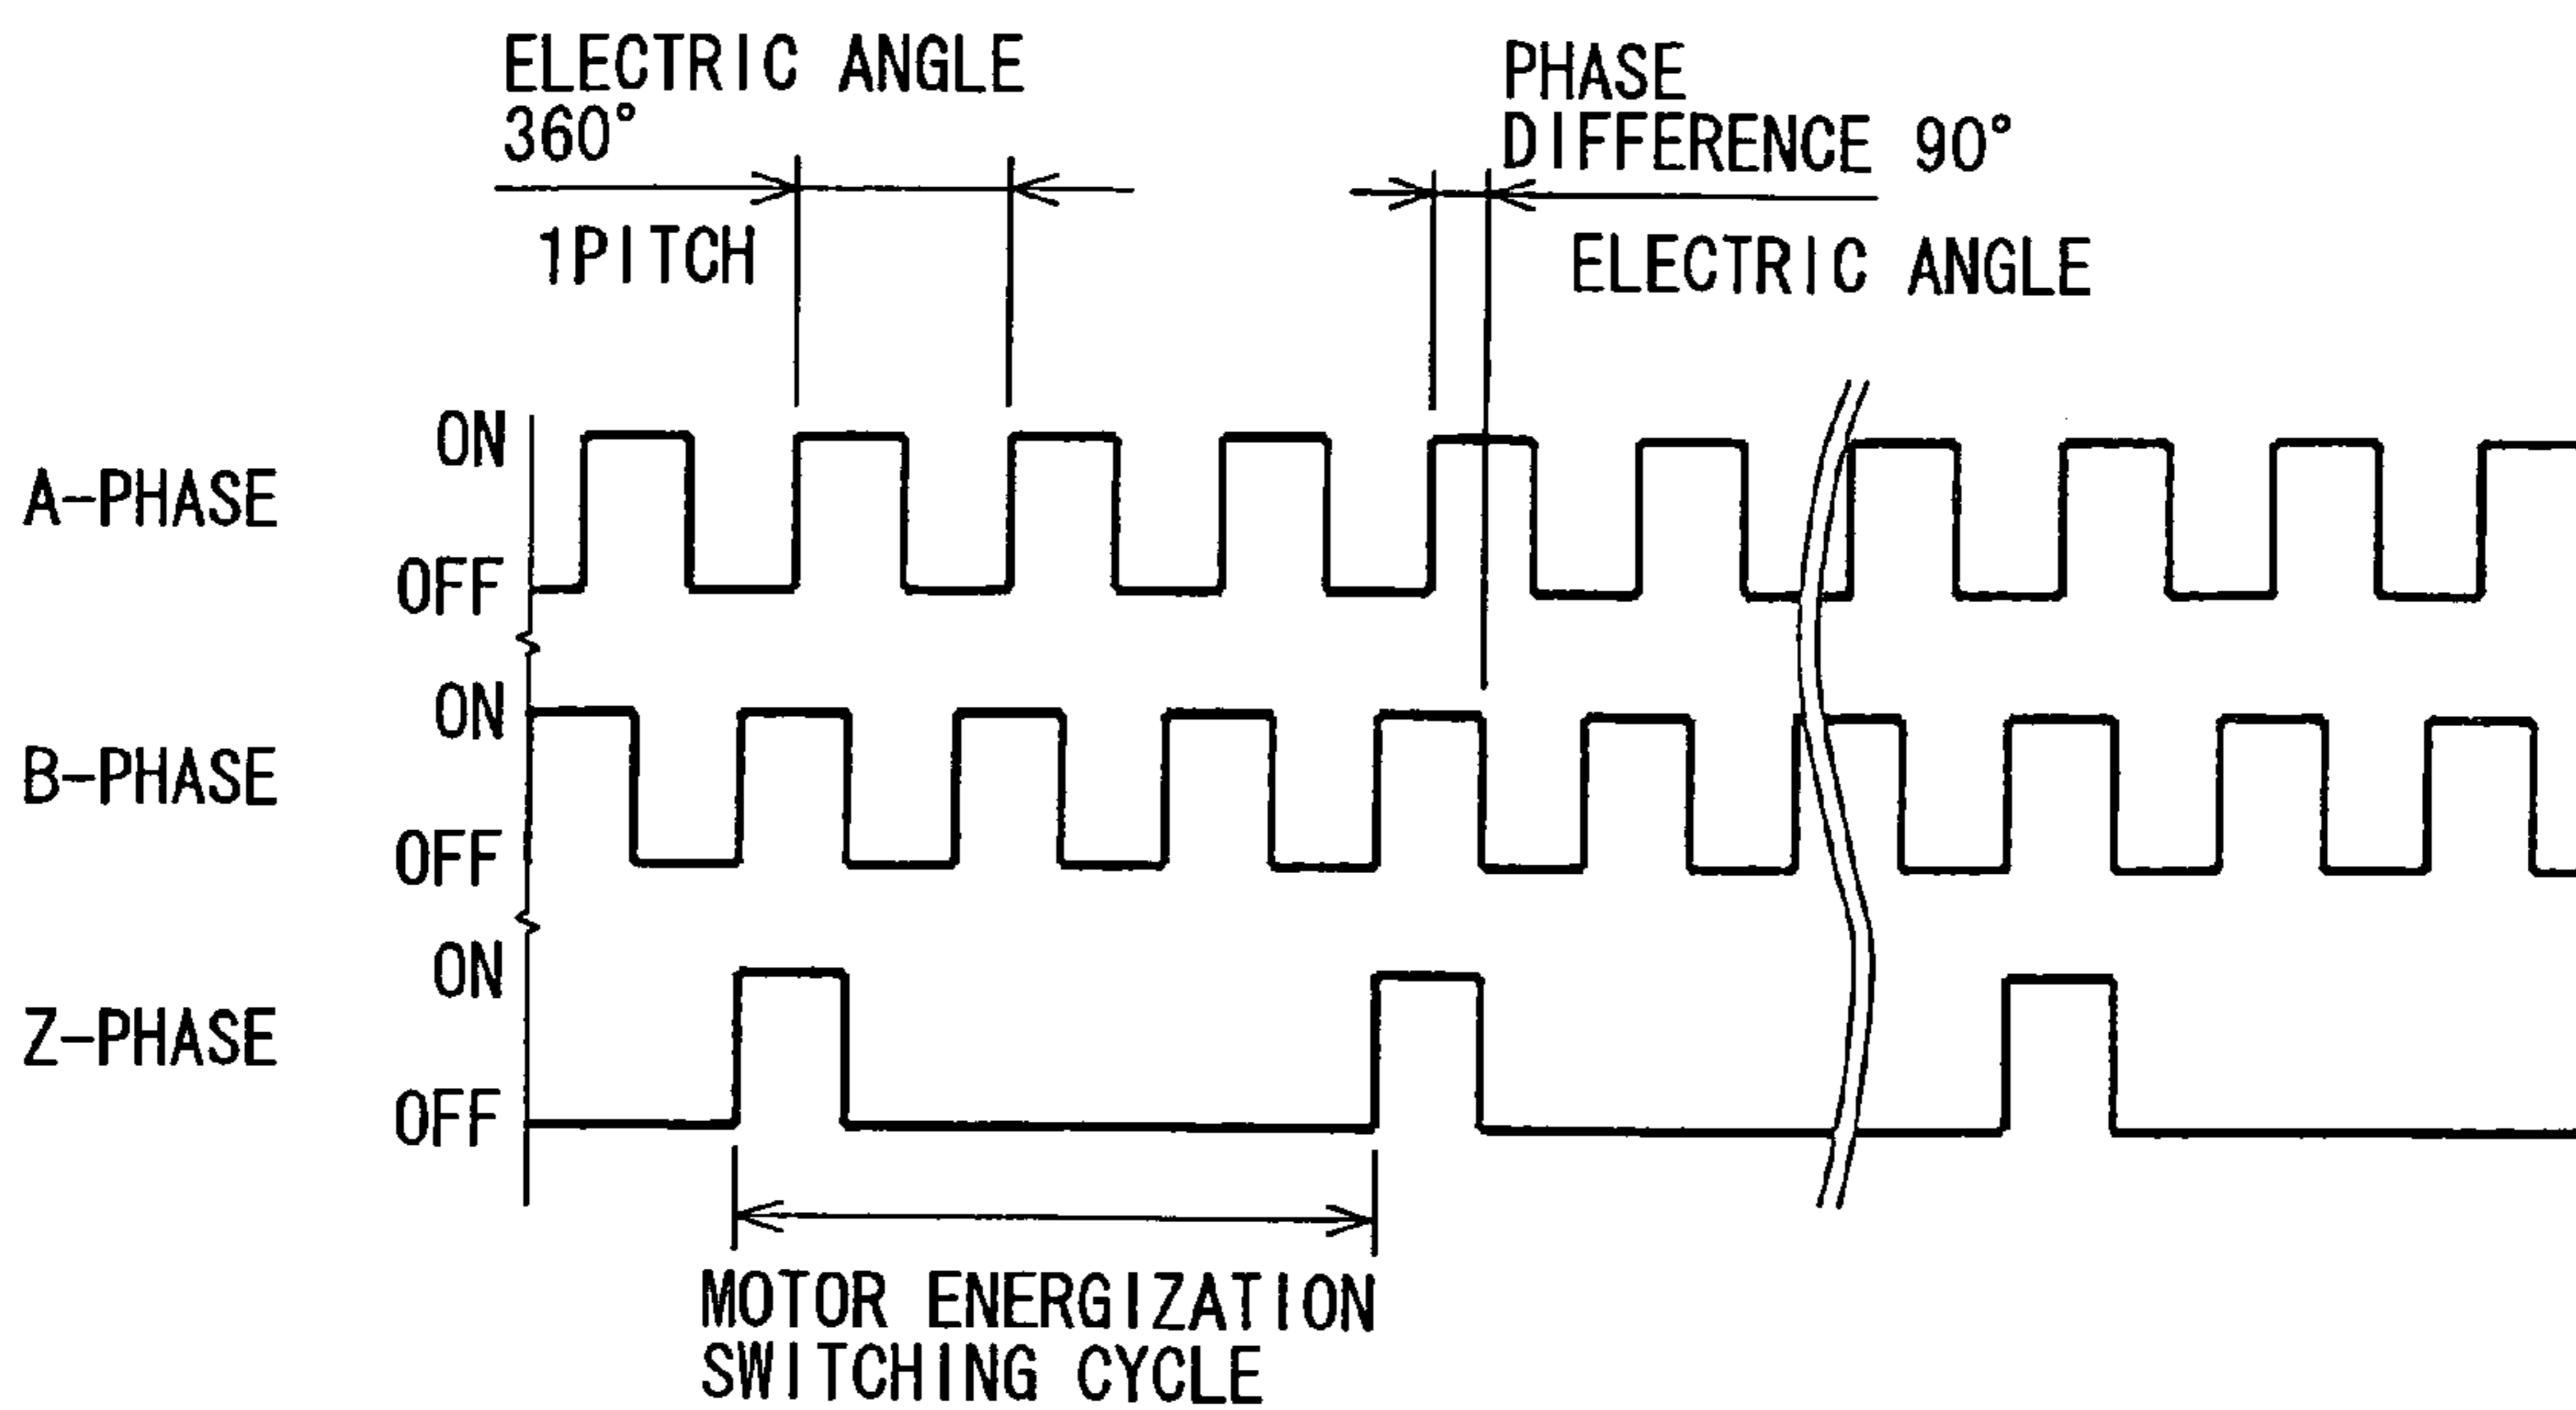 ELECTRIC ANGLE
360°
1PITCH
PHASE
DIFFERENCE 90°
ELECTRIC ANGLE
A-PHASE
ON
OFF
B-PHASE
ON
OFF
Z-PHASE
ON
OFF
MOTOR ENERGIZATION
SWITCHING CYCLE